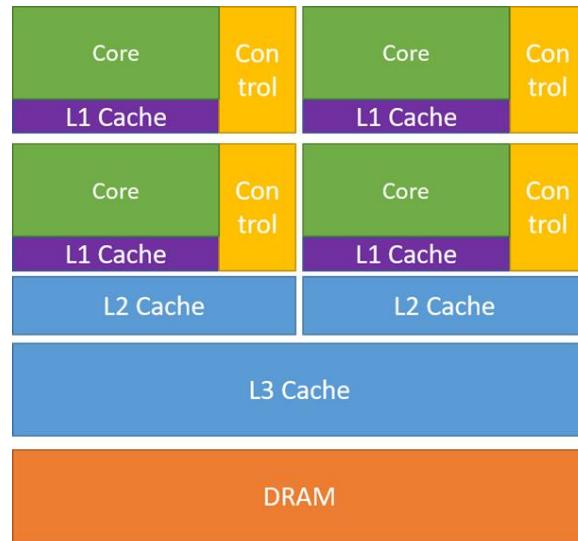 Core
Con
trol
L1 Cache
Core
Con
trol
L1 Cache
Core
Con
trol
L1 Cache
Core
Con
trol
L1 Cache
L2 Cache
L2 Cache
L3 Cache
DRAM